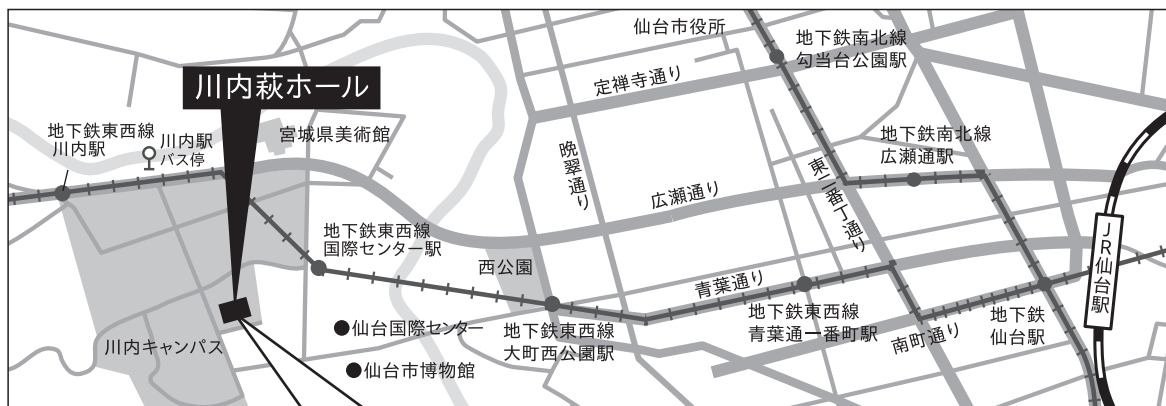 仙台市役所
地下鉄南北線
勾当台公園駅
定禅寺通り
川内萩ホール
地下鉄東西線
川内駅
川内駅
バス停
宮城県美術館
晩翠通り
東二番丁通り
地下鉄南北線
広瀬通駅
広瀬通り
地下鉄東西線
国際センター駅
西公園
青葉通り
JR仙台駅
仙台国際センター
地下鉄東西線
大町西公園駅
地下鉄東西線
青葉通一番町駅
南町通り
地下鉄
仙台駅
川内キャンパス
仙台市博物館